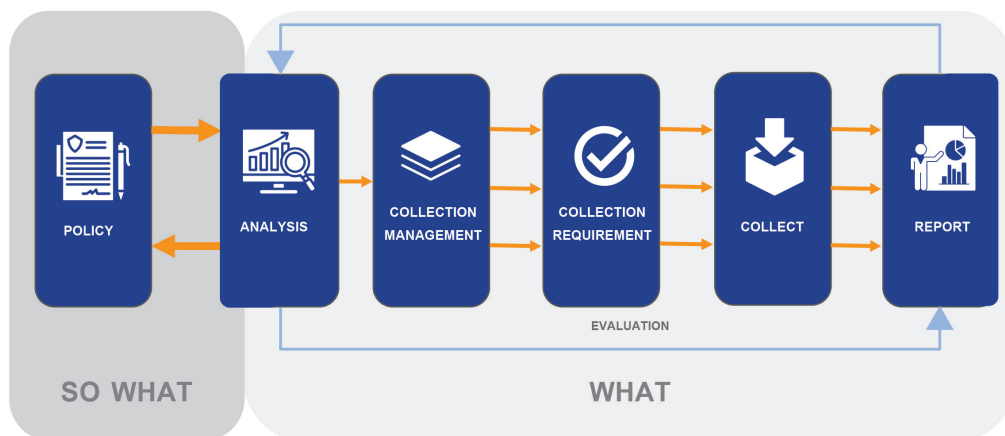 POLICY
ANALYSIS
COLLECTION
MANAGEMENT
COLLECTION
REQUIREMENT
COLLECT
REPORT
EVALUATION
SO WHAT
WHAT